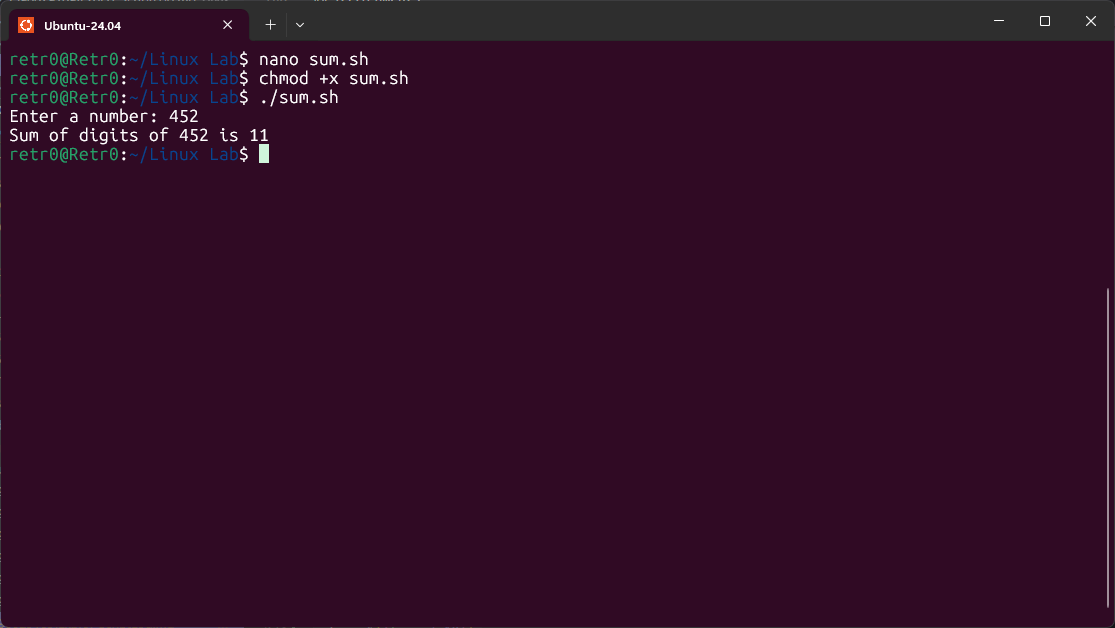 Ubuntu-24.04
retr0@Retr0:~/Linux Lab$ nano sum.sh
retr0@Retr0:~/Linux Lab$ chmod +x sum.sh
retr0@Retr0:~/Linux Lab$ ./sum.sh
Enter a number: 452
Sum of digits of 452 is 11
retr0@Retr0:~/Linux Lab$